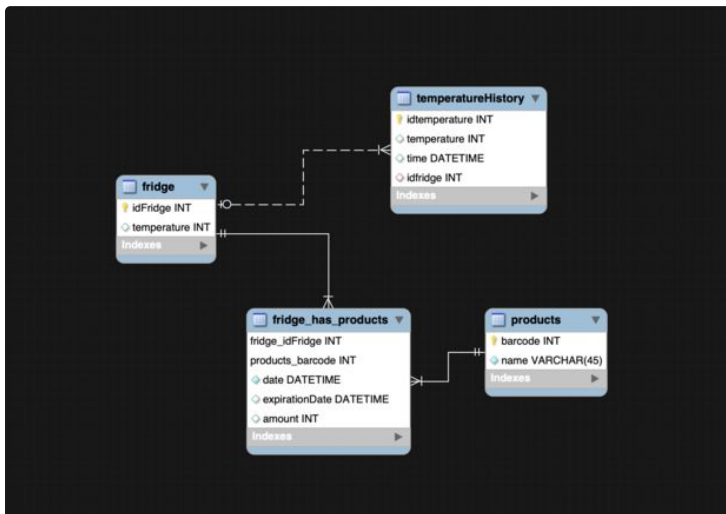 temperatureHistory
idtemperature INT
temperature INT
time DATETIME
idfridge INT
Indexes
fridge
idFridge INT
temperature INT
Indexes
fridge_has_products
fridge_idFridge INT
products_barcode INT
date DATETIME
expirationDate DATETIME
amount INT
Indexes
products
barcode INT
name VARCHAR(45)
Indexes